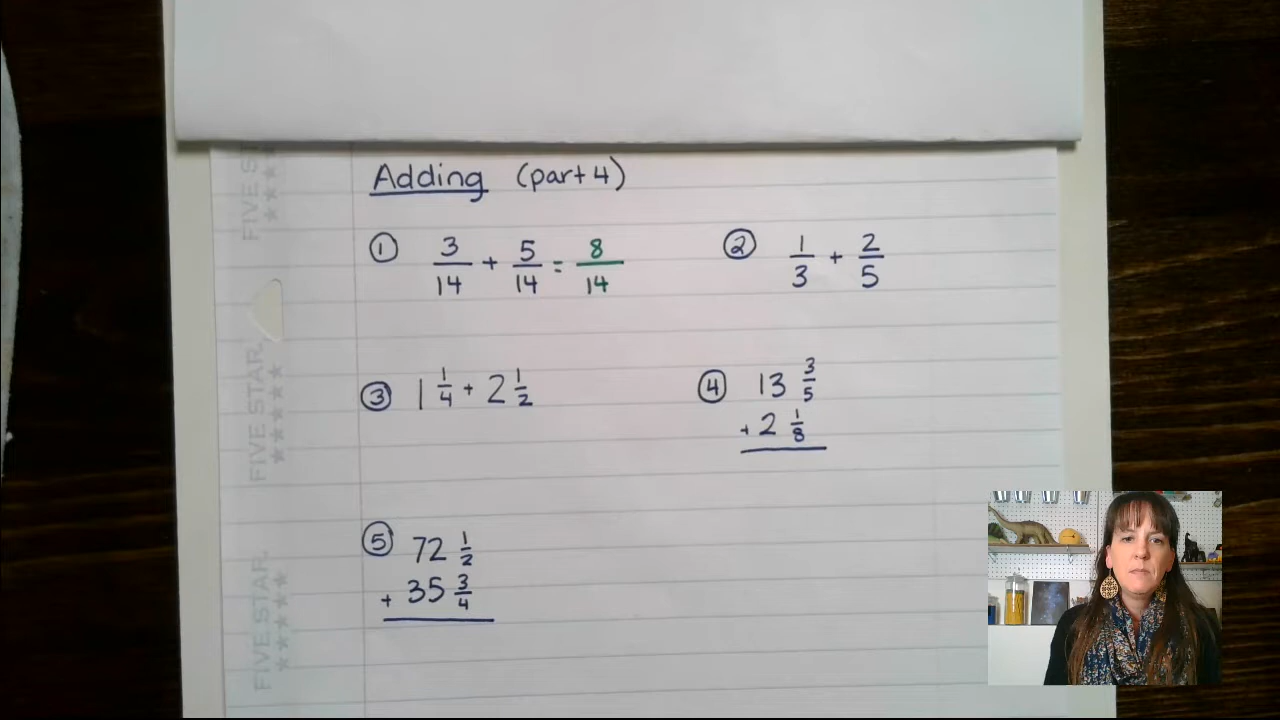 Adding (part 4)
① 3/14 + 5/14 = 8/14
② 1/3 + 2/5
③ 1 1/4 + 2 1/2
④ 13 3/5
+ 2 1/8
⑤ 72 1/2
+ 35 3/4
FIVE ST
FIVE STAR
FIVE STAR